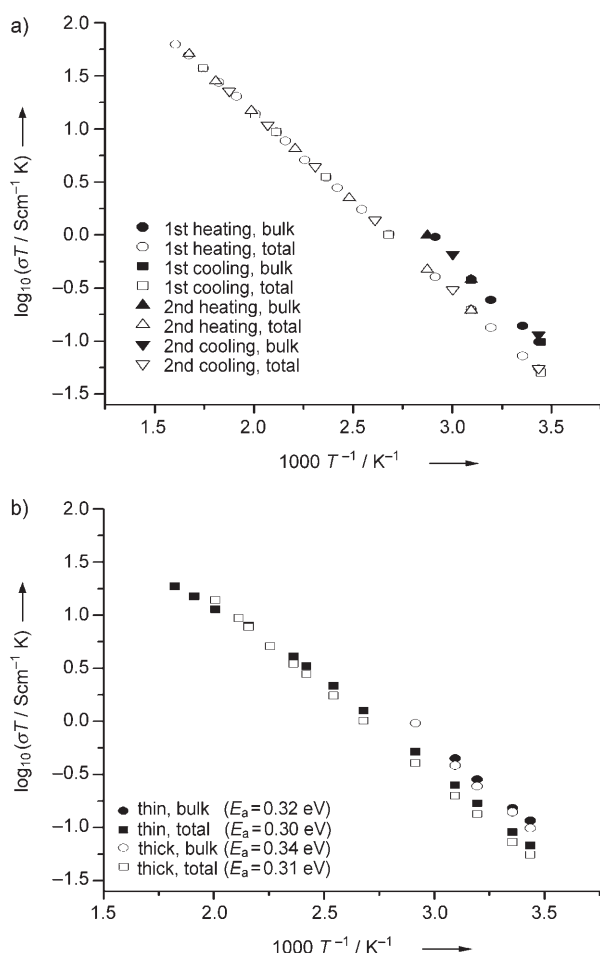 a)
2.0
1.5
1.0
0.5
0.0
−0.5
−1.0
−1.5
log₁₀(σT / Scm⁻¹ K) ⟶
1st heating, bulk
1st heating, total
1st cooling, bulk
1st cooling, total
2nd heating, bulk
2nd heating, total
2nd cooling, bulk
2nd cooling, total
1.5 2.0 2.5 3.0 3.5
1000 T⁻¹ / K⁻¹ ⟶
b)
2.0
1.5
1.0
0.5
0.0
−0.5
−1.0
−1.5
log₁₀(σT / Scm⁻¹ K) ⟶
thin, bulk (Eₐ=0.32 eV)
thin, total (Eₐ=0.30 eV)
thick, bulk (Eₐ=0.34 eV)
thick, total (Eₐ=0.31 eV)
1.5 2.0 2.5 3.0 3.5
1000 T⁻¹ / K⁻¹ ⟶